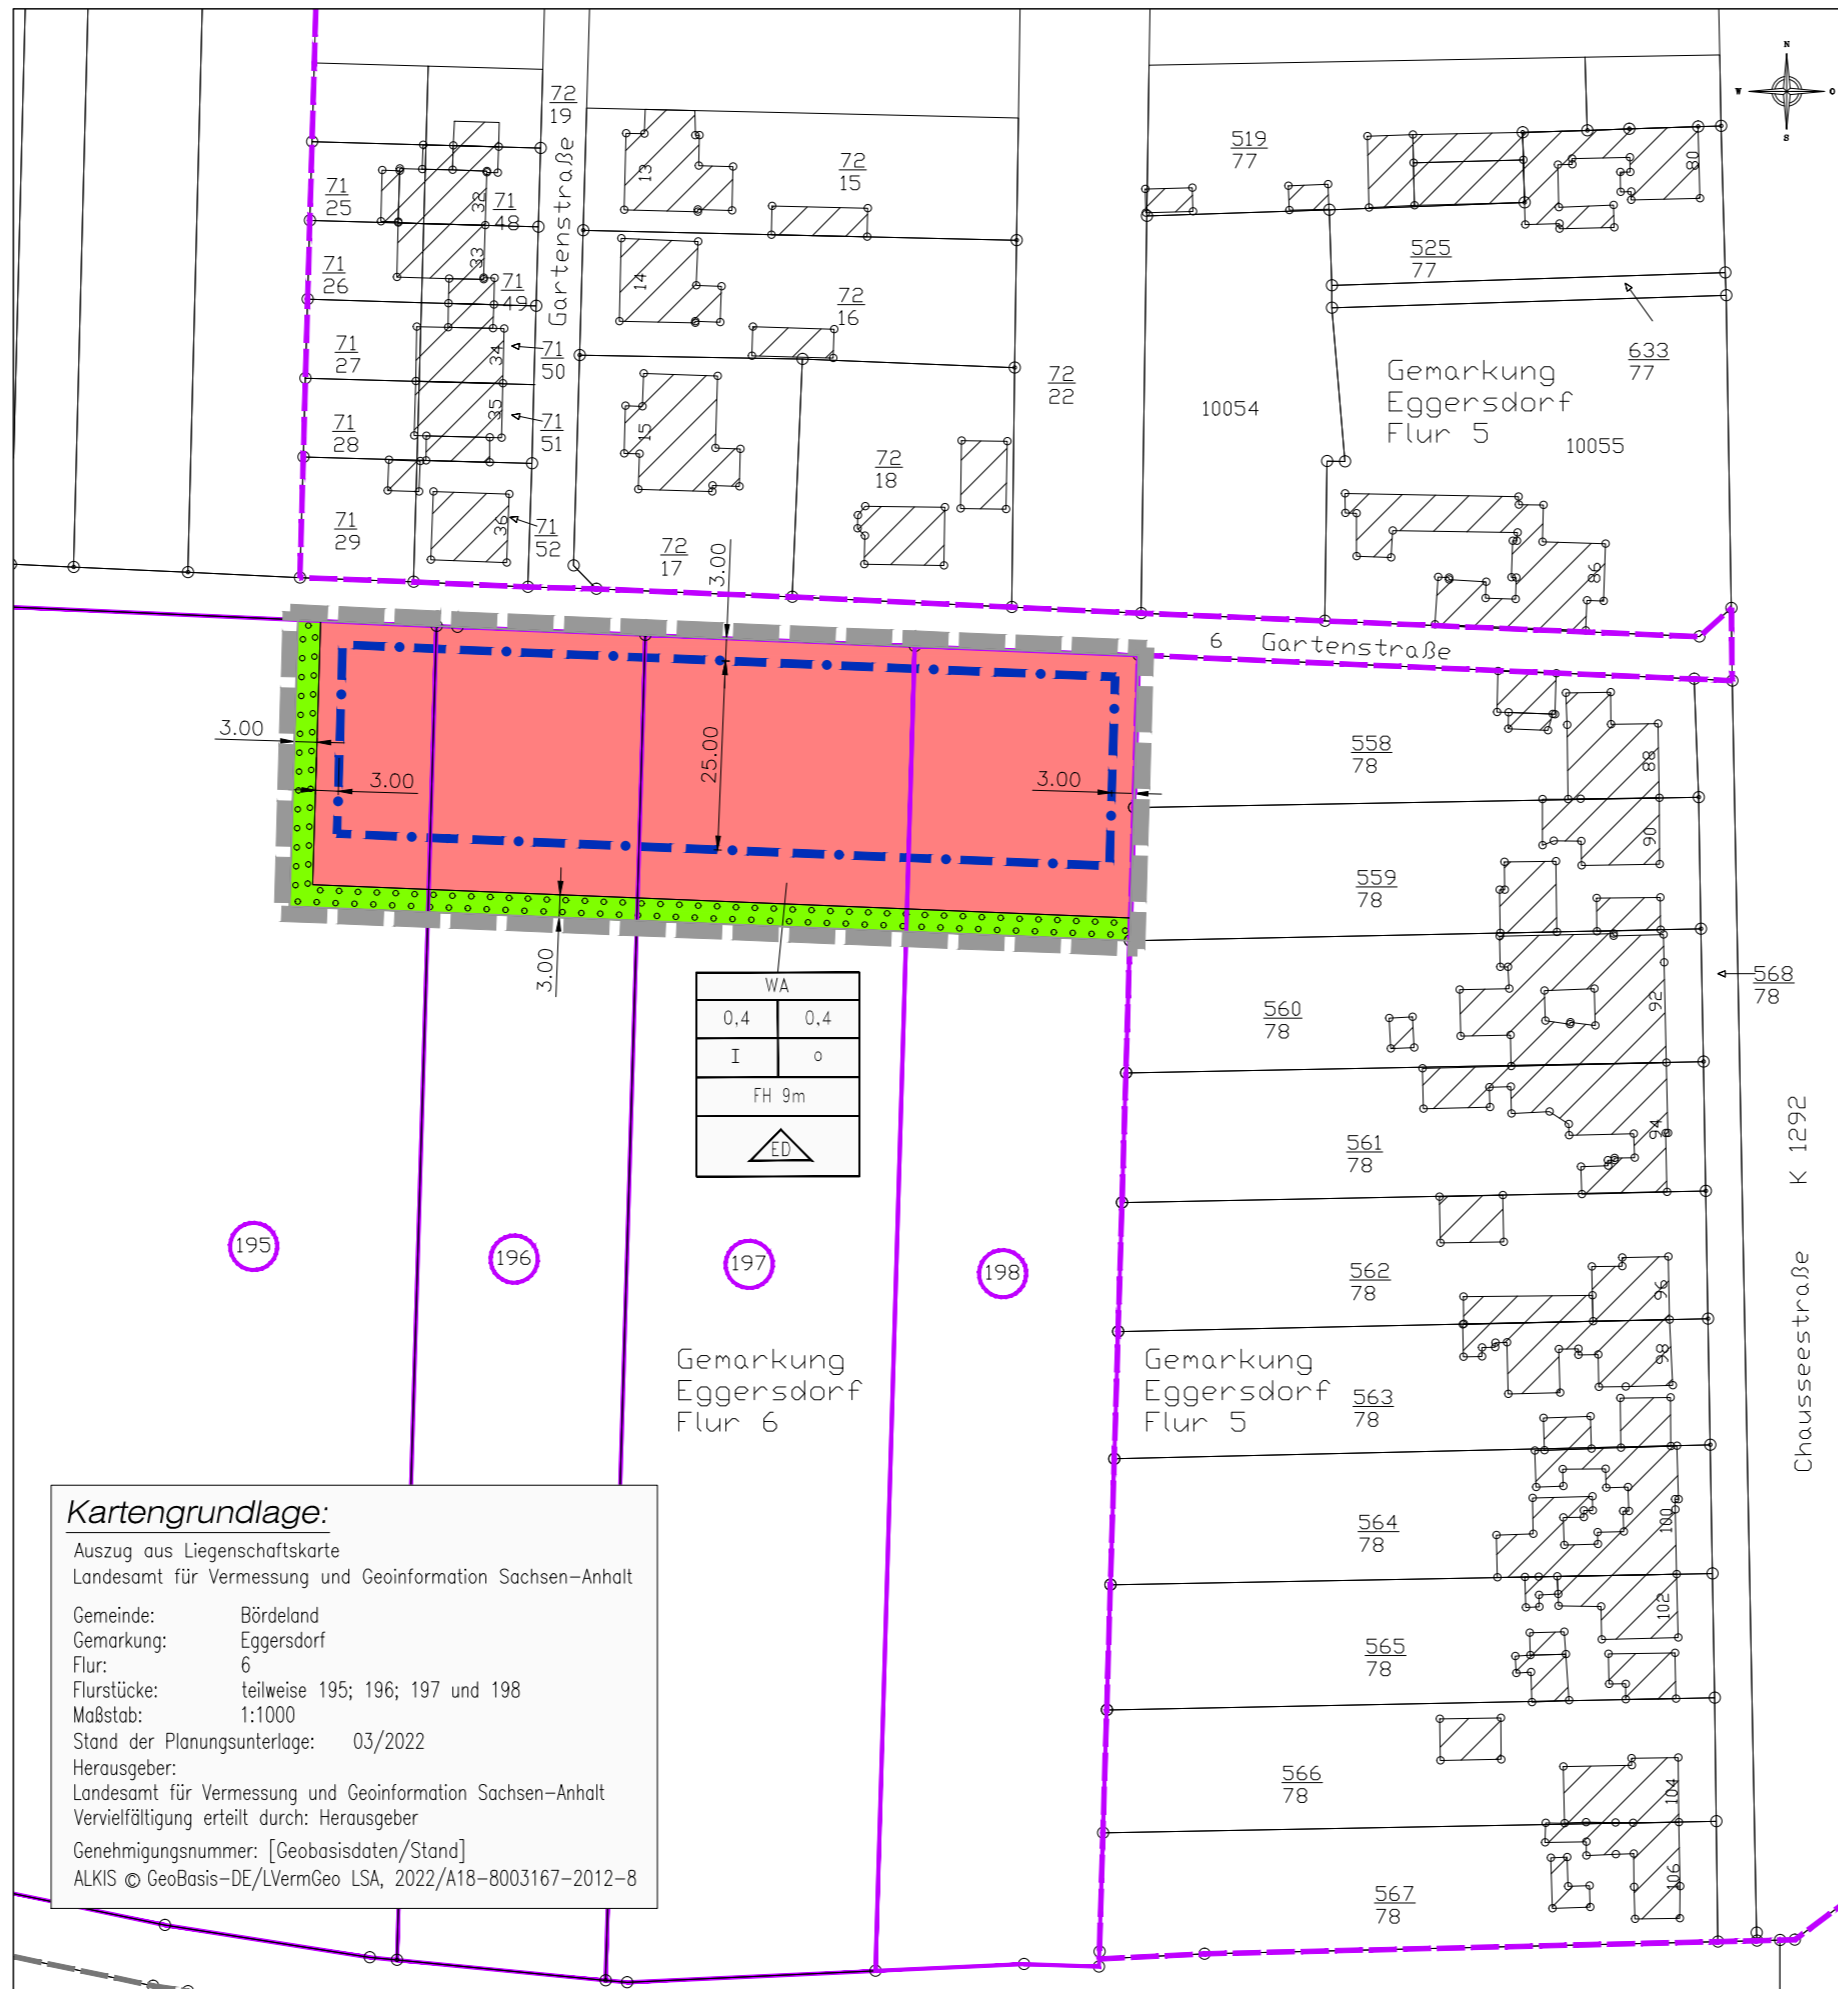 N
W
O
S
72
19
Gartenstraße
71
25
32
71
48
71
26
33
71
49
71
27
34
71
50
71
28
35
71
51
71
29
36
71
52
13
72
15
14
72
16
15
72
18
72
17
72
22
519
77
80
525
77
633
77
Gemarkung
Eggersdorf
Flur 5
10054
10055
86
6 Gartenstraße
3.00
3.00
3.00
25.00
3.00
3.00
WA
0,4 0,4
I o
FH 9m
ED
558
78
88
90
559
78
560
78
92
568
78
561
78
94
K 1292
Chausseestraße
195
196
197
198
562
78
96
98
Gemarkung
Eggersdorf
Flur 6
Gemarkung
Eggersdorf
Flur 5
563
78
564
78
100
102
565
78
566
78
104
106
567
78
Kartengrundlage:
Auszug aus Liegenschaftskarte
Landesamt für Vermessung und Geoinformation Sachsen-Anhalt
Gemeinde: Bördeland
Gemarkung: Eggersdorf
Flur: 6
Flurstücke: teilweise 195; 196; 197 und 198
Maßstab: 1:1000
Stand der Planungsunterlage: 03/2022
Herausgeber:
Landesamt für Vermessung und Geoinformation Sachsen-Anhalt
Vervielfältigung erteilt durch: Herausgeber
Genehmigungsnummer: [Geobasisdaten/Stand]
ALKIS © GeoBasis-DE/LVermGeo LSA, 2022/A18-8003167-2012-8